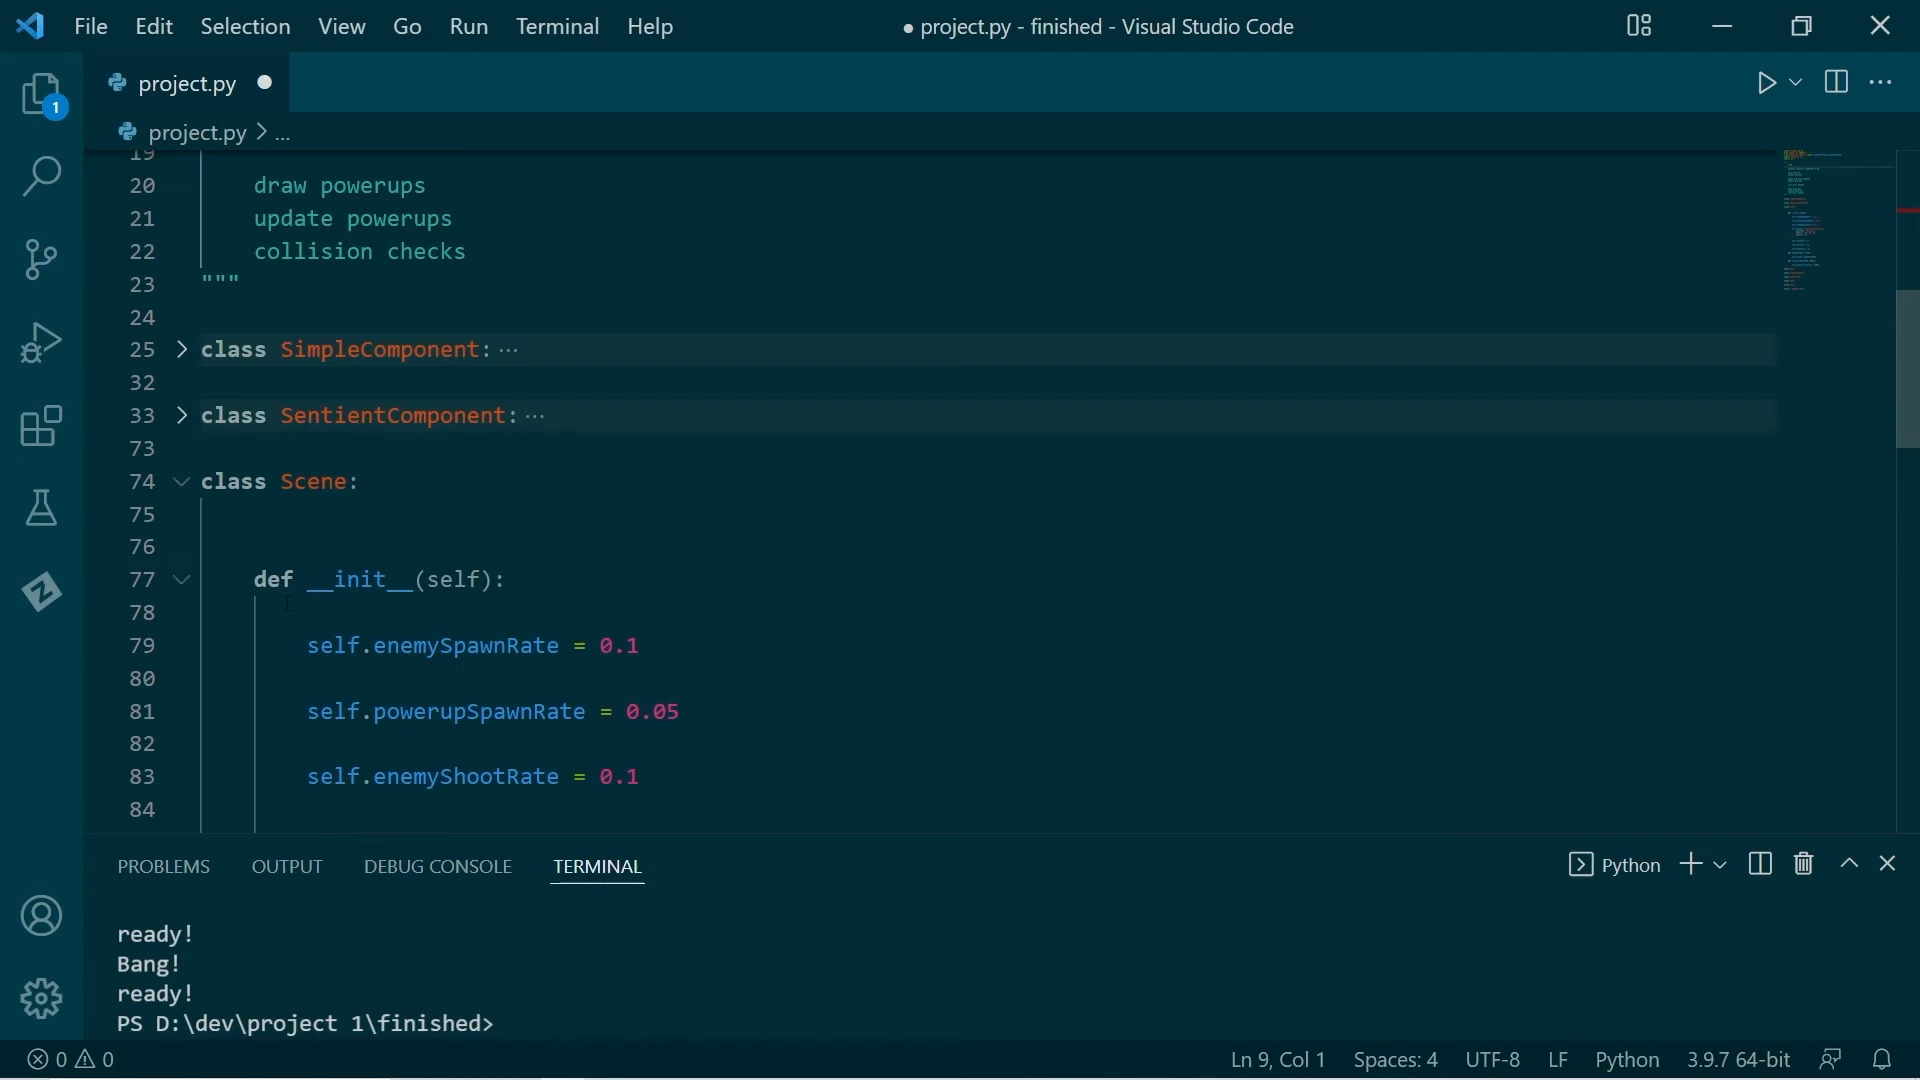 File Edit Selection View Go Run Terminal Help ● project.py - finished - Visual Studio Code
project.py ●
1
project.py > ...
19
20 draw powerups
21 update powerups
22 collision checks
23 """
24
25 > class SimpleComponent: ···
32
33 > class SentientComponent: ···
73
74 class Scene:
75
76
77 def __init__(self):
78
79 self.enemySpawnRate = 0.1
80
81 self.powerupSpawnRate = 0.05
82
83 self.enemyShootRate = 0.1
84
PROBLEMS OUTPUT DEBUG CONSOLE TERMINAL Python
ready!
Bang!
ready!
PS D:\dev\project 1\finished>
0 0 Ln 9, Col 1 Spaces: 4 UTF-8 LF Python 3.9.7 64-bit